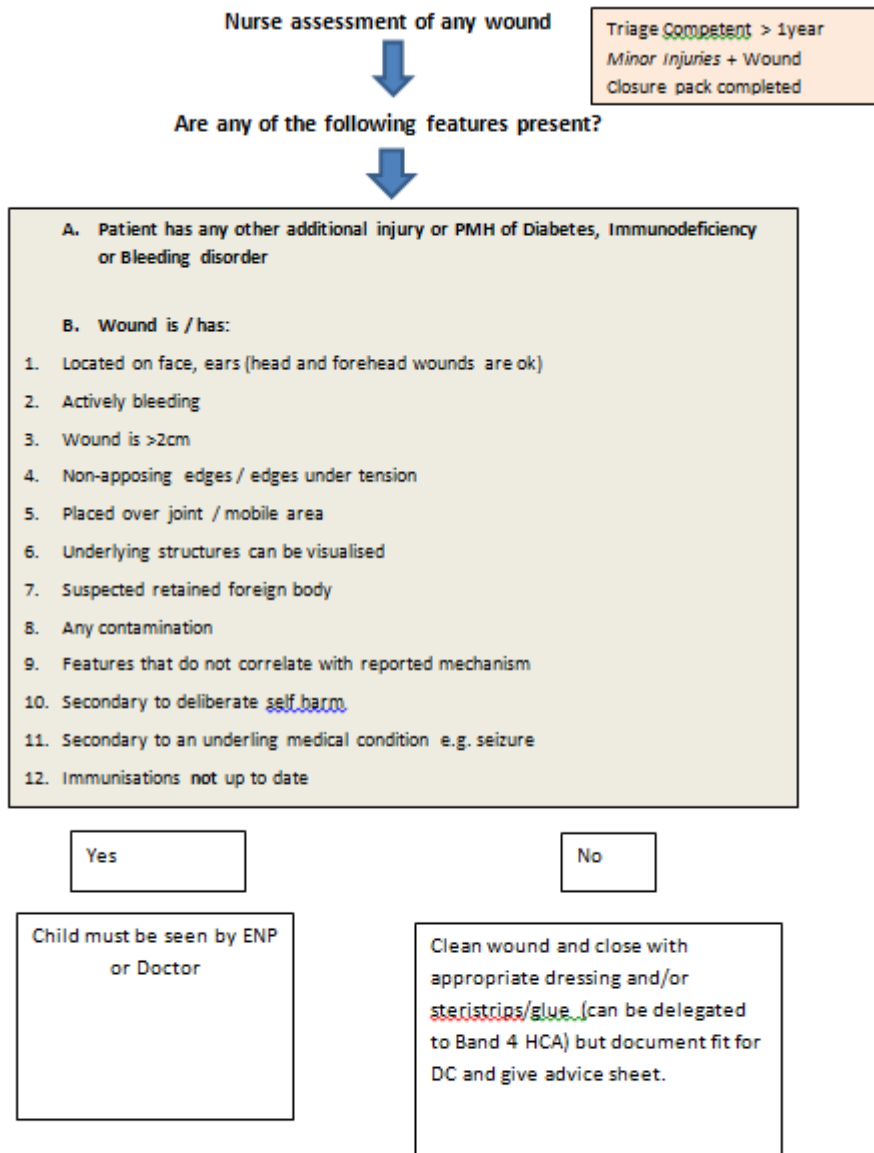 Nurse assessment of any wound
Triage Competent > 1year
Minor Injuries + Wound
Closure pack completed
Are any of the following features present?
A. Patient has any other additional injury or PMH of Diabetes, Immunodeficiency
or Bleeding disorder
B. Wound is / has:
1. Located on face, ears (head and forehead wounds are ok)
2. Actively bleeding
3. Wound is >2cm
4. Non-apposing edges / edges under tension
5. Placed over joint / mobile area
6. Underlying structures can be visualised
7. Suspected retained foreign body
8. Any contamination
9. Features that do not correlate with reported mechanism
10. Secondary to deliberate self harm
11. Secondary to an underling medical condition e.g. seizure
12. Immunisations not up to date
Yes
No
Child must be seen by ENP
or Doctor
Clean wound and close with
appropriate dressing and/or
steristrips/glue (can be delegated
to Band 4 HCA) but document fit for
DC and give advice sheet.